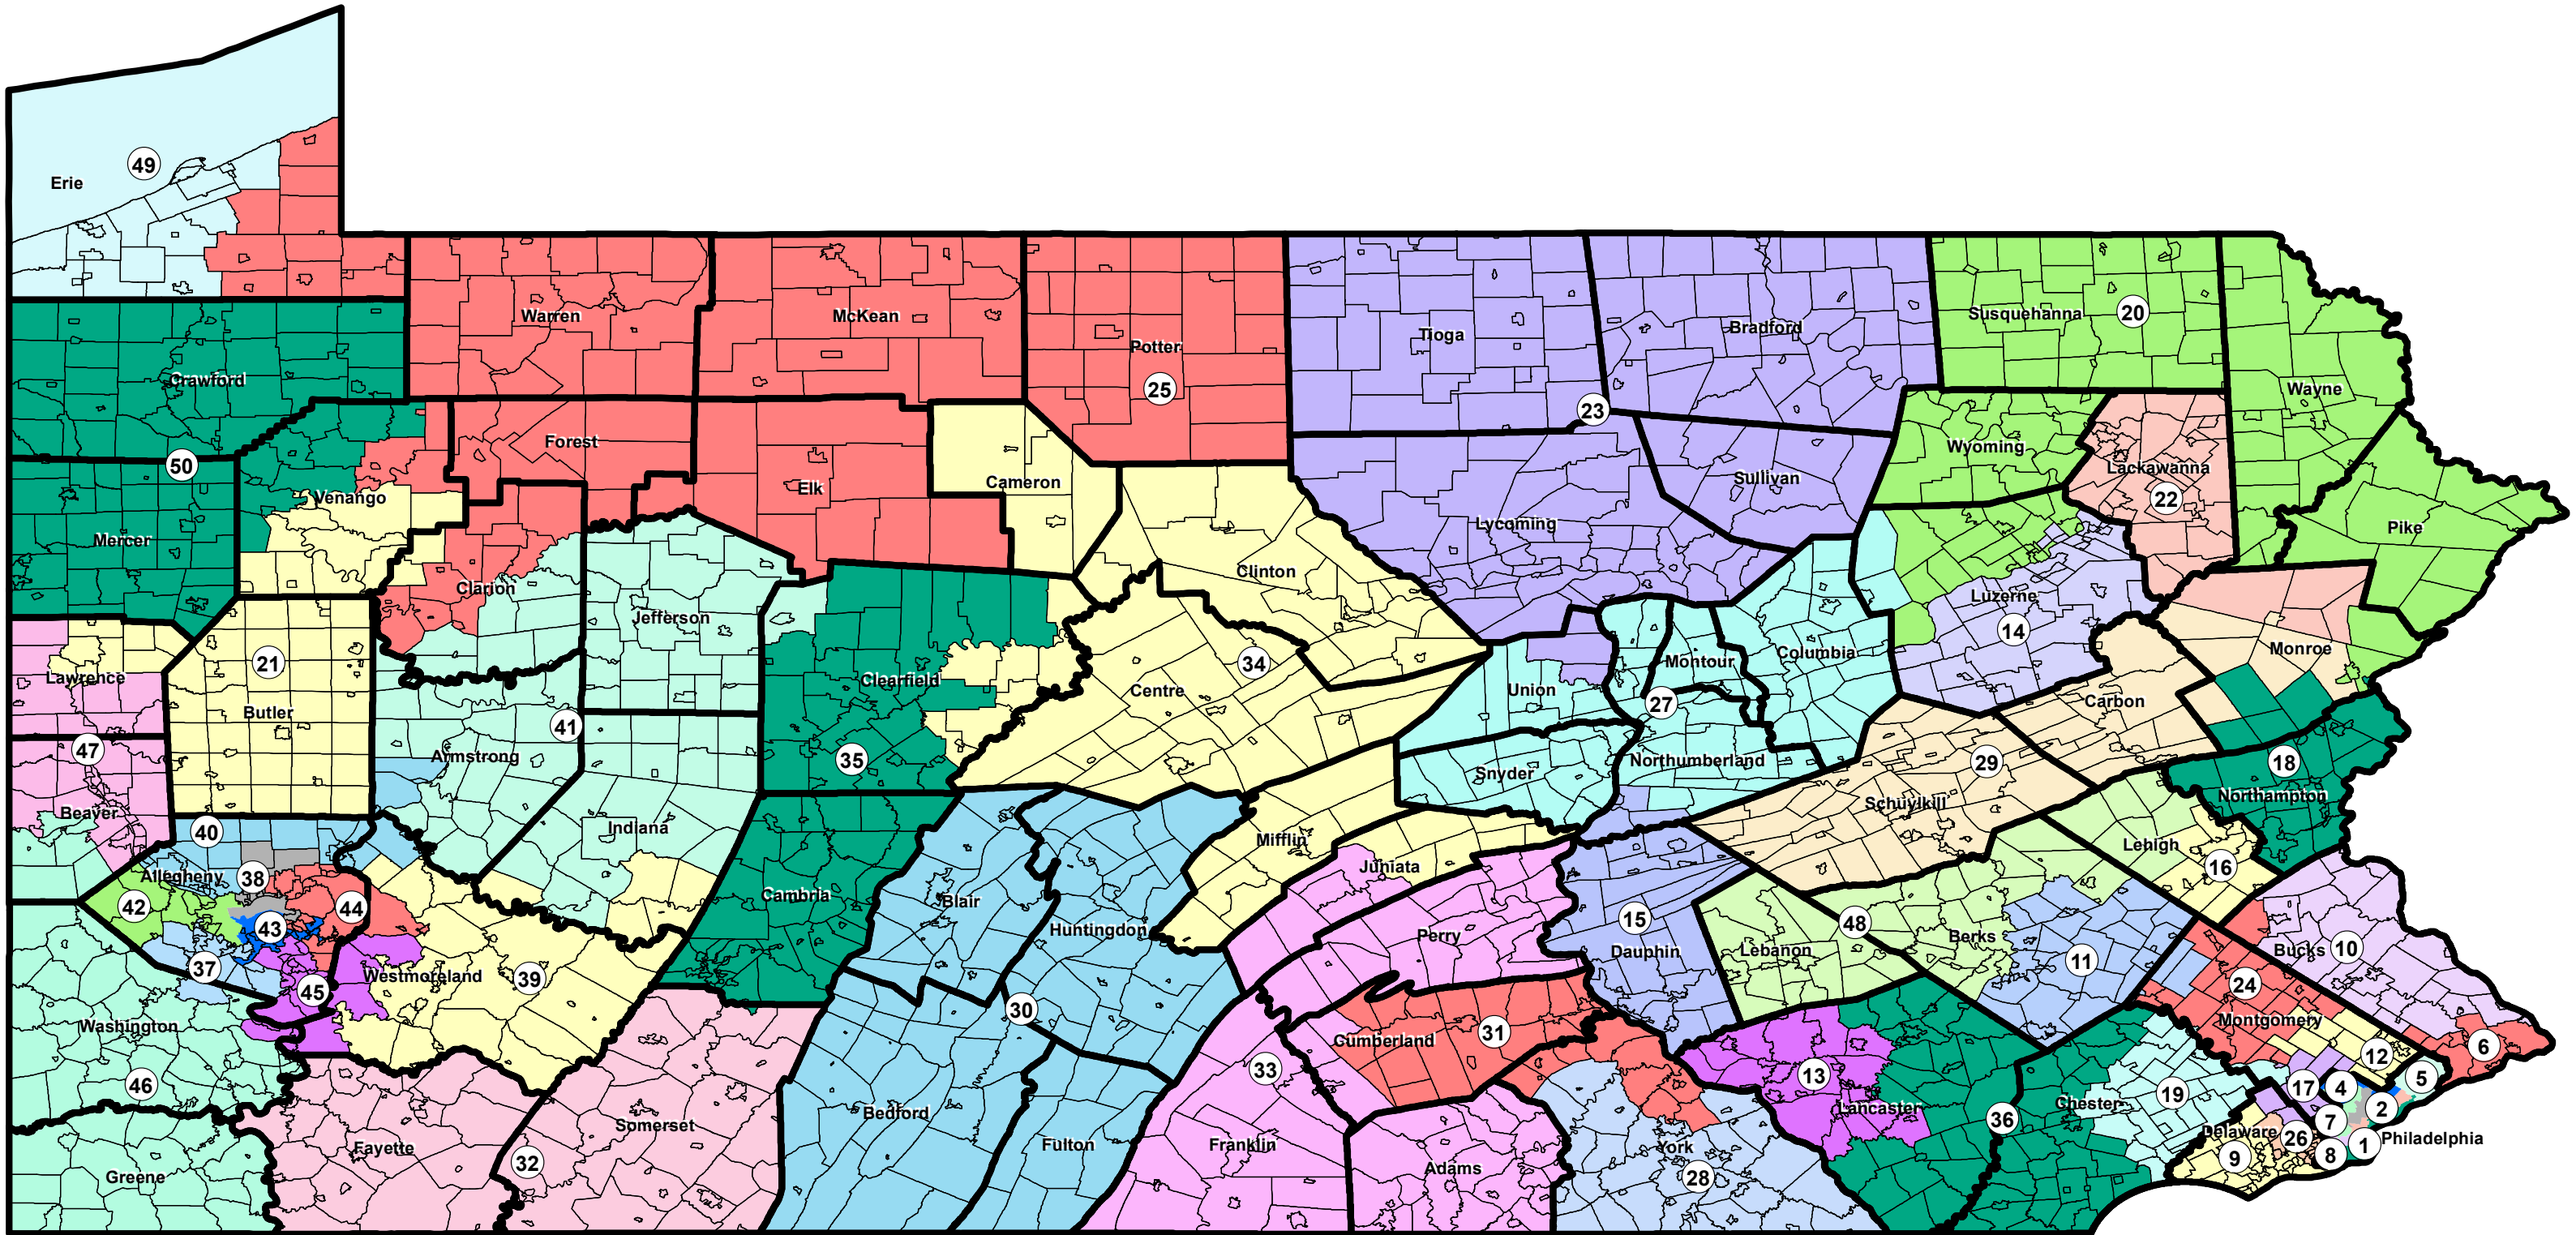 49
Erie
Warren
McKean
Potter
25
Tioga
Bradford
Susquehanna
20
Crawford
Wayne
23
Forest
Wyoming
50
Venango
Elk
Cameron
Sullivan
Lackawanna
22
Mercer
Lycoming
Pike
Clarion
Jefferson
Clinton
Luzerne
14
21
Lawrence
Butler
Clearfield
Centre
34
Union
Montour
Columbia
Monroe
27
Carbon
47
41
Armstrong
35
Snyder
Northumberland
29
18
Beaver
Indiana
Schuylkill
Northampton
40
Mifflin
Lehigh
16
Allegheny
38
Juniata
42
44
Cambria
Blair
43
Huntingdon
Perry
15
Dauphin
Lebanon
48
Berks
11
Bucks
10
37
45
Westmoreland
39
24
Washington
30
Cumberland
31
Montgomery
46
33
13
12
6
Bedford
Somerset
Lancaster
36
Chester
19
17
4
5
2
Fayette
Fulton
Franklin
Adams
York
28
7
Delaware
26
1
Philadelphia
Greene
32
9
8